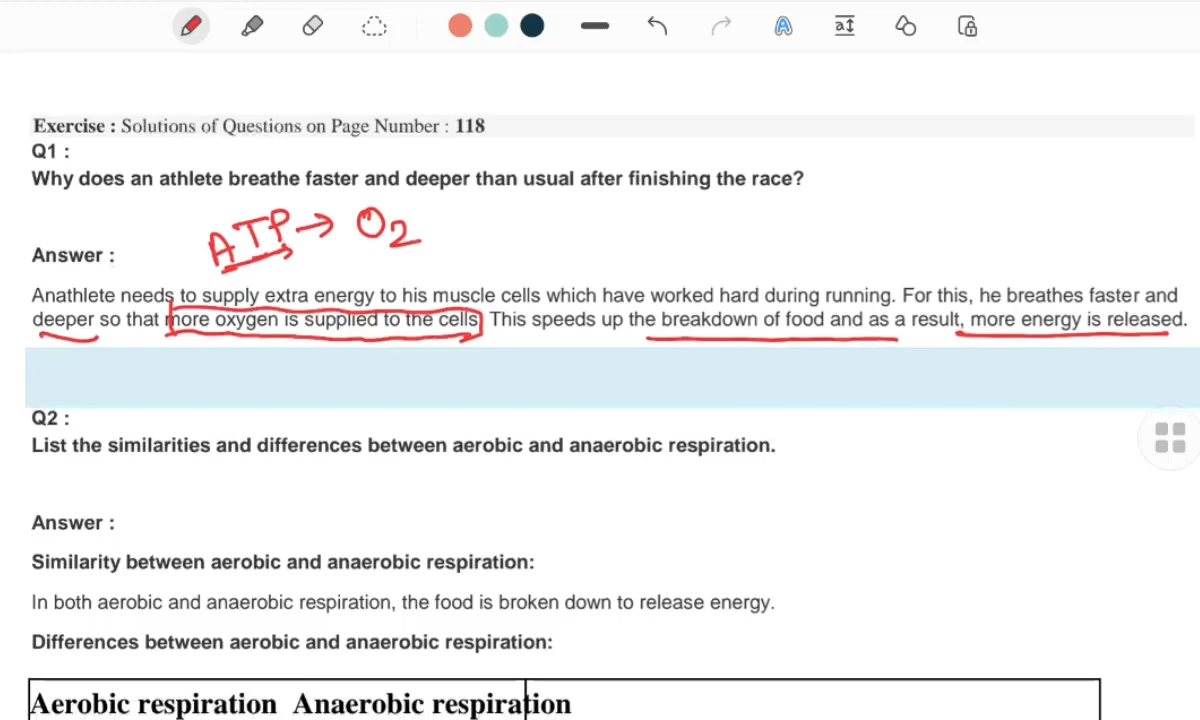 Exercise : Solutions of Questions on Page Number : 118
Q1 :
Why does an athlete breathe faster and deeper than usual after finishing the race?
ATP → O2
Answer :
Anathlete needs to supply extra energy to his muscle cells which have worked hard during running. For this, he breathes faster and
deeper so that more oxygen is supplied to the cells. This speeds up the breakdown of food and as a result, more energy is released.
Q2 :
List the similarities and differences between aerobic and anaerobic respiration.
Answer :
Similarity between aerobic and anaerobic respiration:
In both aerobic and anaerobic respiration, the food is broken down to release energy.
Differences between aerobic and anaerobic respiration:
Aerobic respiration Anaerobic respiration